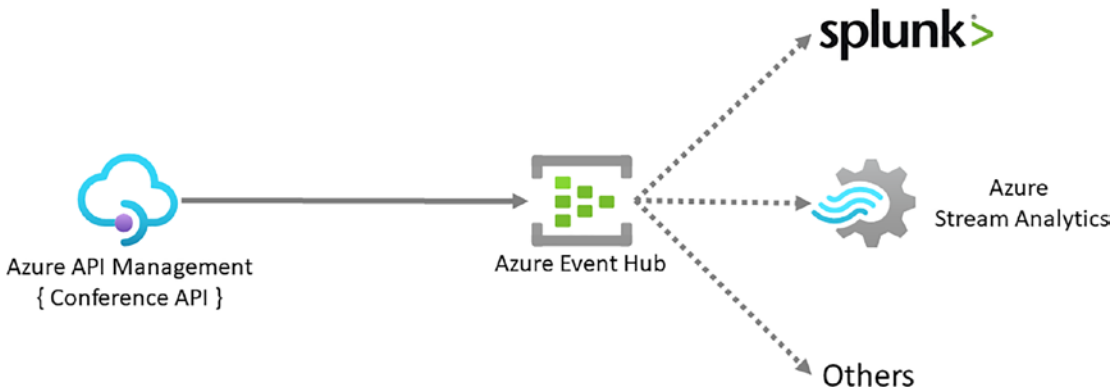 splunk>
Azure
Stream Analytics
Azure API Management
{ Conference API }
Azure Event Hub
Others